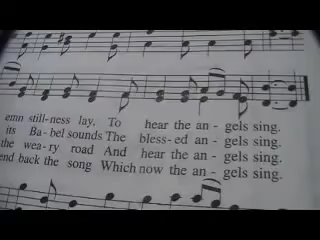 emn still-ness lay, To hear the an - gels sing.
its Ba-bel sounds The bless-ed an - gels sing.
the wea-ry road And hear the an - gels sing.
end back the song Which now the an - gels sing.